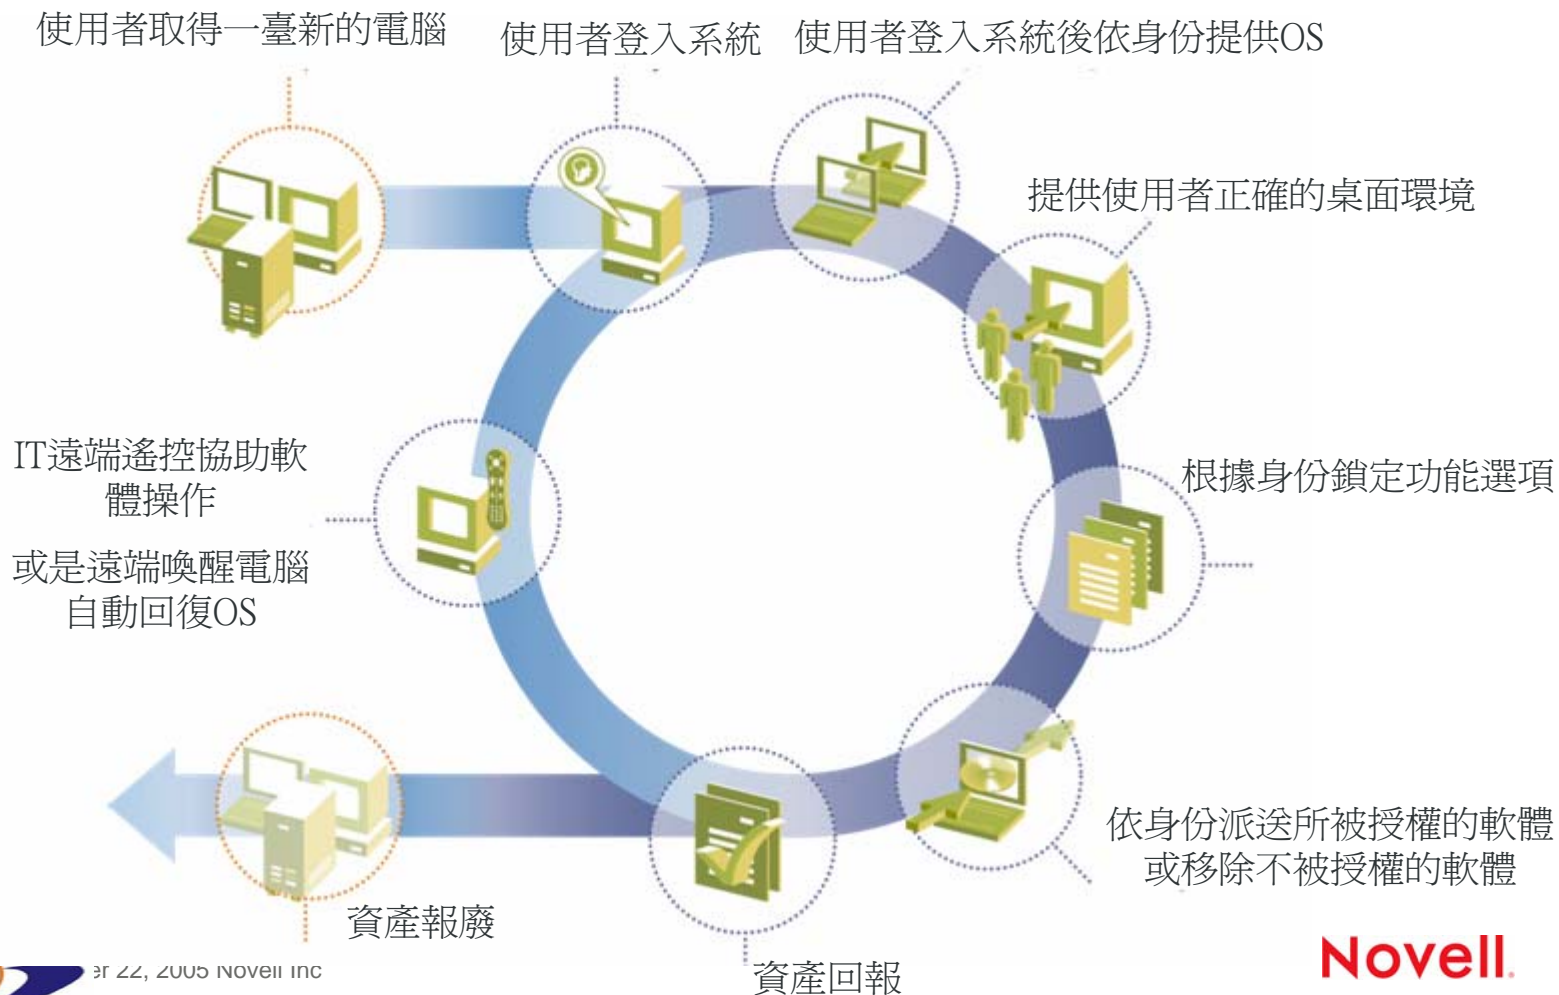 使用者取得一臺新的電腦
使用者登入系統
使用者登入系統後依身份提供OS
提供使用者正確的桌面環境
根據身份鎖定功能選項
IT遠端遙控協助軟
體操作
或是遠端喚醒電腦
自動回復OS
依身份派送所被授權的軟體
或移除不被授權的軟體
資產報廢
資產回報
22, 2005 Novell Inc
Novell.